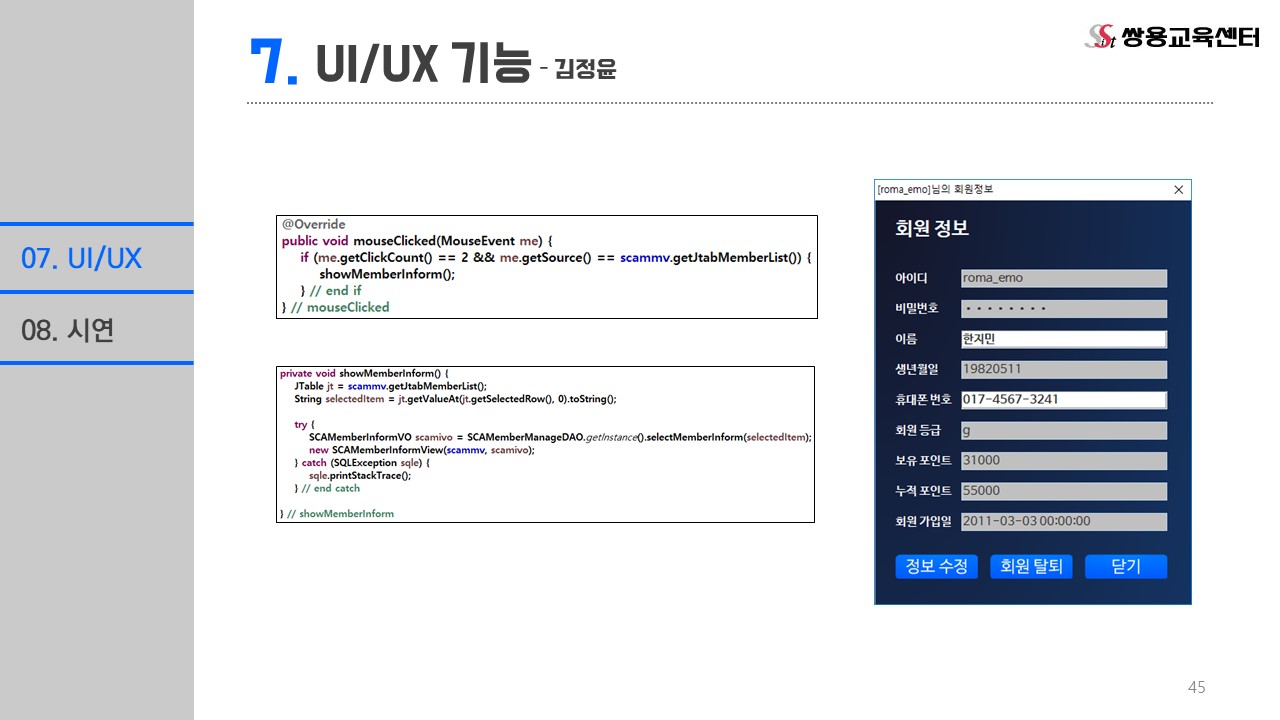 7. UI/UX 기능 - 김정윤
Sist 쌍용교육센터
07. UI/UX
08. 시연
@Override
public void mouseClicked(MouseEvent me) {
if (me.getClickCount() == 2 && me.getSource() == scammv.getJtabMemberList()) {
showMemberInform();
} // end if
} // mouseClicked
private void showMemberInform() {
JTable jt = scammv.getJtabMemberList();
String selectedItem = jt.getValueAt(jt.getSelectedRow(), 0).toString();
try {
SCAMemberInformVO scamivo = SCAMemberManageDAO.getInstance().selectMemberInform(selectedItem);
new SCAMemberInformView(scammv, scamivo);
} catch (SQLException sqle) {
sqle.printStackTrace();
} // end catch
} // showMemberInform
[roma_emo]님의 회원정보
회원 정보
아이디 roma_emo
비밀번호 ••••••••
이름 한지민
생년월일 19820511
휴대폰 번호 017-4567-3241
회원 등급 g
보유 포인트 31000
누적 포인트 55000
회원 가입일 2011-03-03 00:00:00
정보 수정 회원 탈퇴 닫기
45